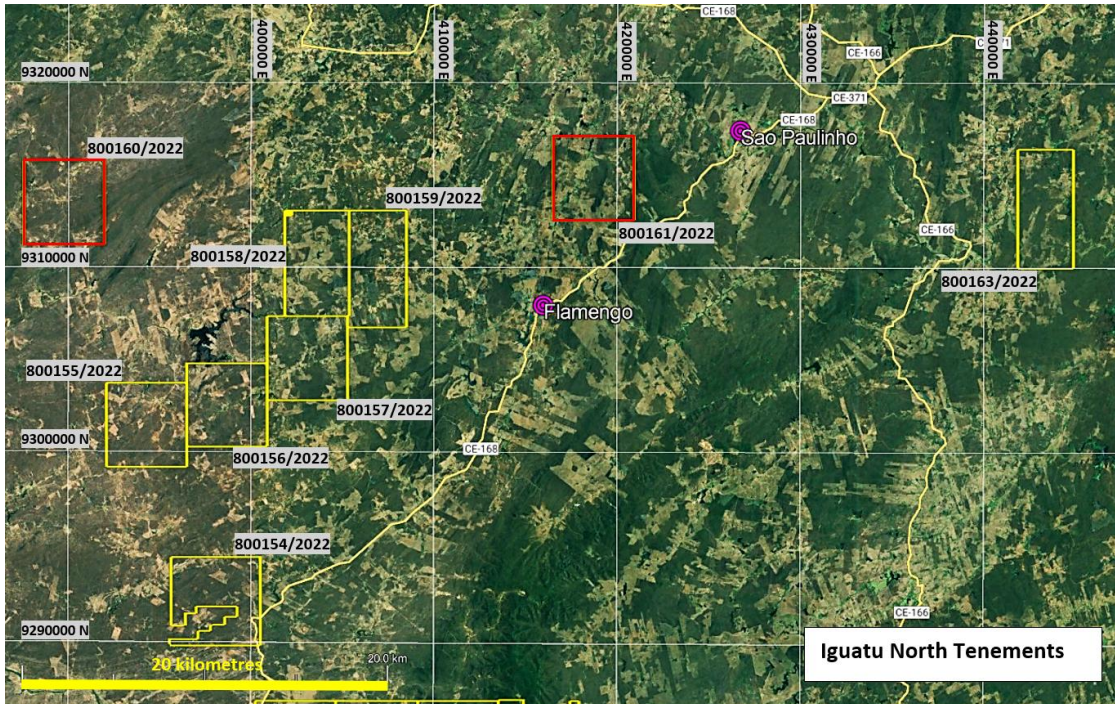 CE-168
400000 E
410000 E
420000 E
430000 E
440000 E
CE-166
71
9320000 N
CE-371
CE-168
Sao Paulinho
800160/2022
800159/2022
800161/2022
CE-166
9310000 N
800158/2022
800163/2022
Flamengo
800155/2022
800157/2022
9300000 N
CE-168
800156/2022
800154/2022
CE-166
9290000 N
20 kilometres
20.0 km
Iguatu North Tenements